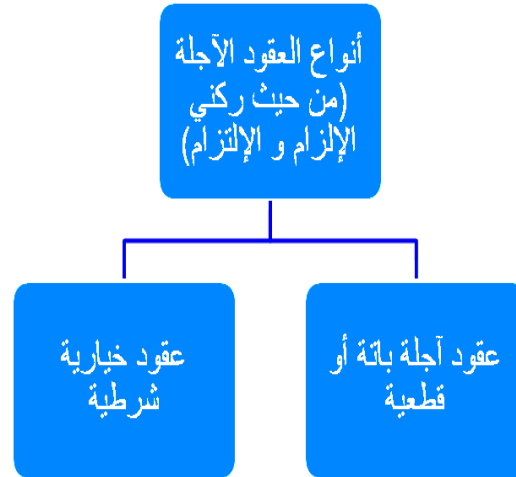 أنواع العقود الآجلة
(من حيث ركني
الإلزام و الإلتزام)
عقود آجلة باتة أو
قطعية
عقود خيارية
شرطية